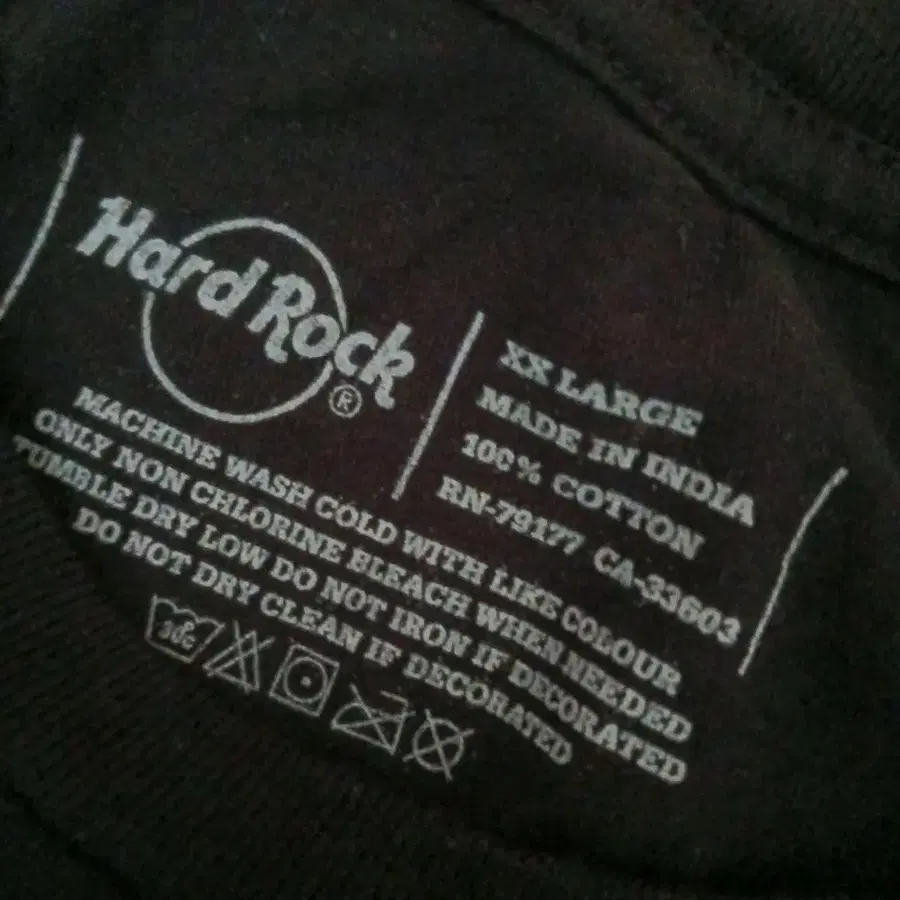 Hard Rock®
XX LARGE
MADE IN INDIA
100% COTTON
RN-79177 CA-33603
MACHINE WASH COLD WITH LIKE COLOUR
ONLY NON CHLORINE BLEACH WHEN NEEDED
TUMBLE DRY LOW DO NOT IRON IF DECORATED
DO NOT DRY CLEAN IF DECORATED
30c